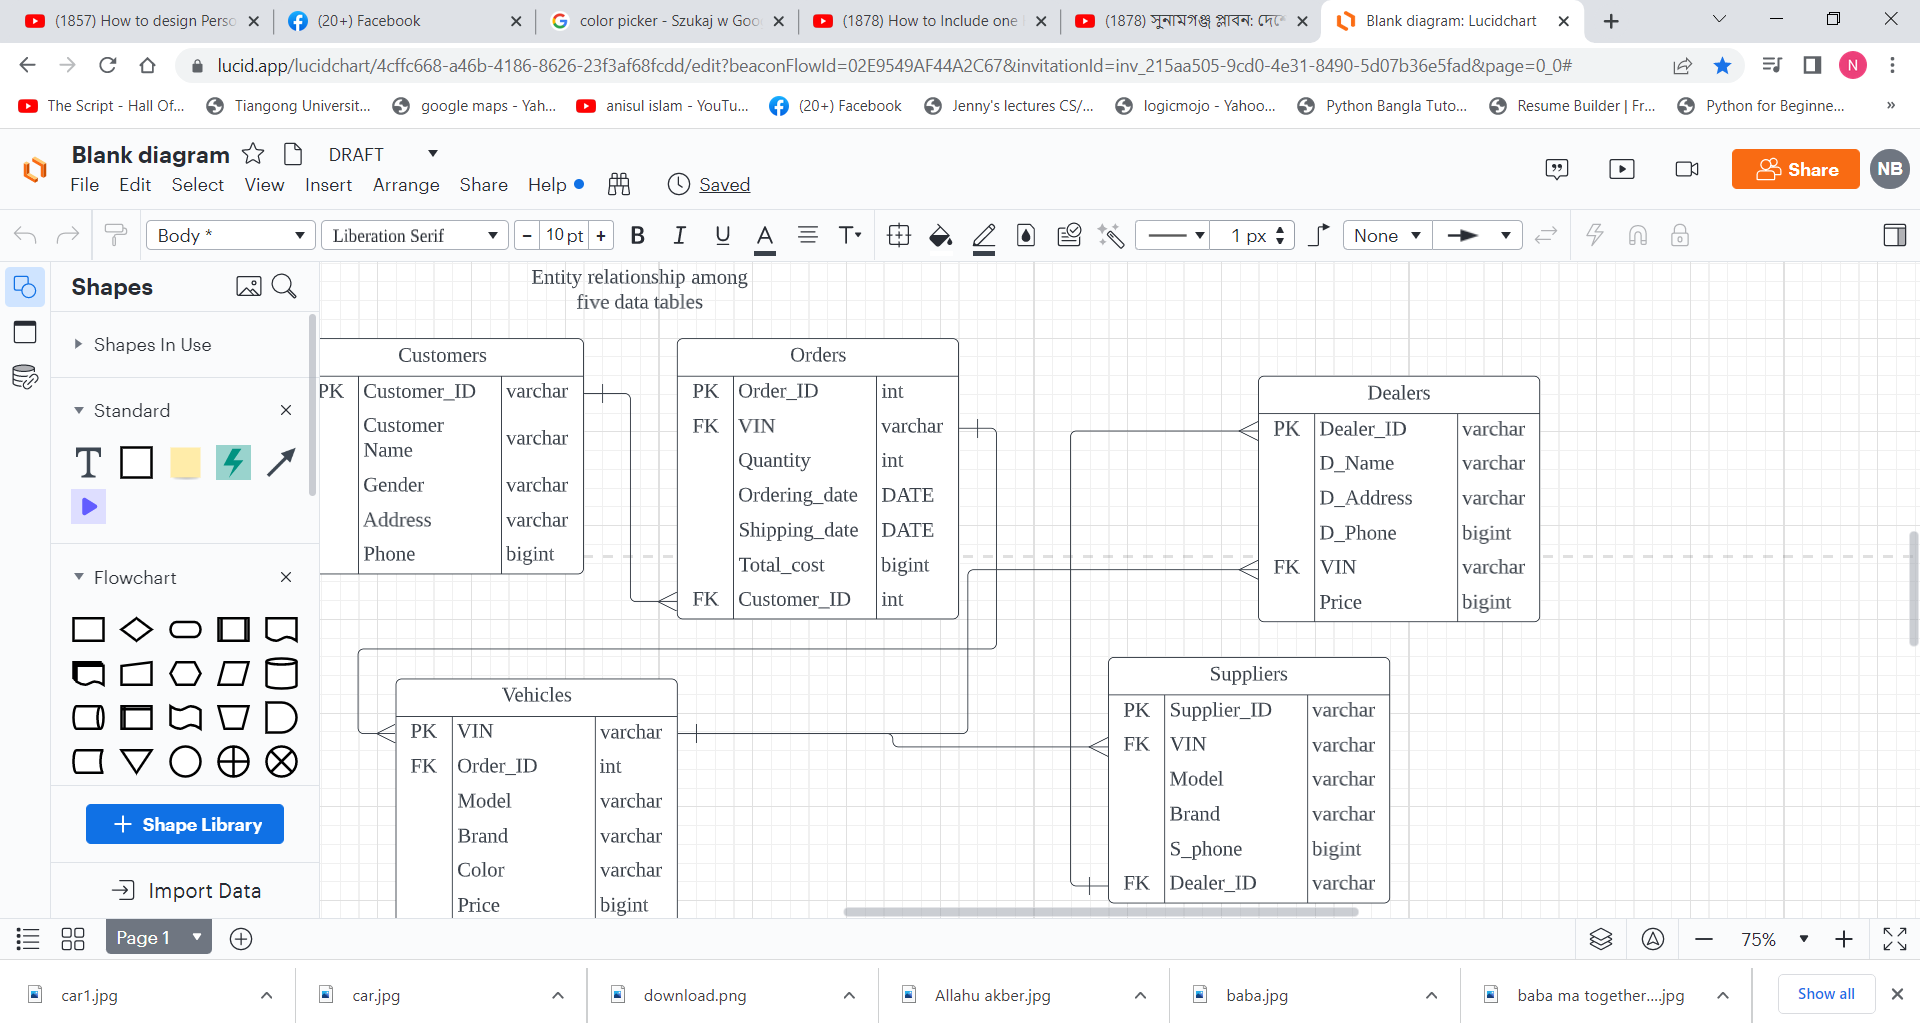 (1857) How to design Perso
(20+) Facebook
color picker - Szukaj w Goo
(1878) How to Include one
(1878) সুনামগঞ্জ প্লাবন: দেশে
Blank diagram: Lucidchart
lucid.app/lucidchart/4cffc668-a46b-4186-8626-23f3af68fcdd/edit?beaconFlowId=02E9549AF44A2C67&invitationId=inv_215aa505-9cd0-4e31-8490-5d07b36e5fad&page=0_0#
N
The Script - Hall Of...
Tiangong Universit...
google maps - Yah...
anisul islam - YouTu...
(20+) Facebook
Jenny's lectures CS/...
logicmojo - Yahoo...
Python Bangla Tuto...
Resume Builder | Fr...
Python for Beginne...
»
Blank diagram
DRAFT
File Edit Select View Insert Arrange Share Help
Saved
Share
NB
Body *
Liberation Serif
- 10 pt +
B I U A
1 px
None
Shapes
Shapes In Use
Standard
T
Flowchart
+ Shape Library
Import Data
Entity relationship among
five data tables
Customers
PK Customer_ID varchar
Customer
Name varchar
Gender varchar
Address varchar
Phone bigint
Orders
PK Order_ID int
FK VIN varchar
Quantity int
Ordering_date DATE
Shipping_date DATE
Total_cost bigint
FK Customer_ID int
Dealers
PK Dealer_ID varchar
D_Name varchar
D_Address varchar
D_Phone bigint
FK VIN varchar
Price bigint
Vehicles
PK VIN varchar
FK Order_ID int
Model varchar
Brand varchar
Color varchar
Price bigint
Suppliers
PK Supplier_ID varchar
FK VIN varchar
Model varchar
Brand varchar
S_phone bigint
FK Dealer_ID varchar
Page 1
75%
car1.jpg
car.jpg
download.png
Allahu akber.jpg
baba.jpg
baba ma together....jpg
Show all